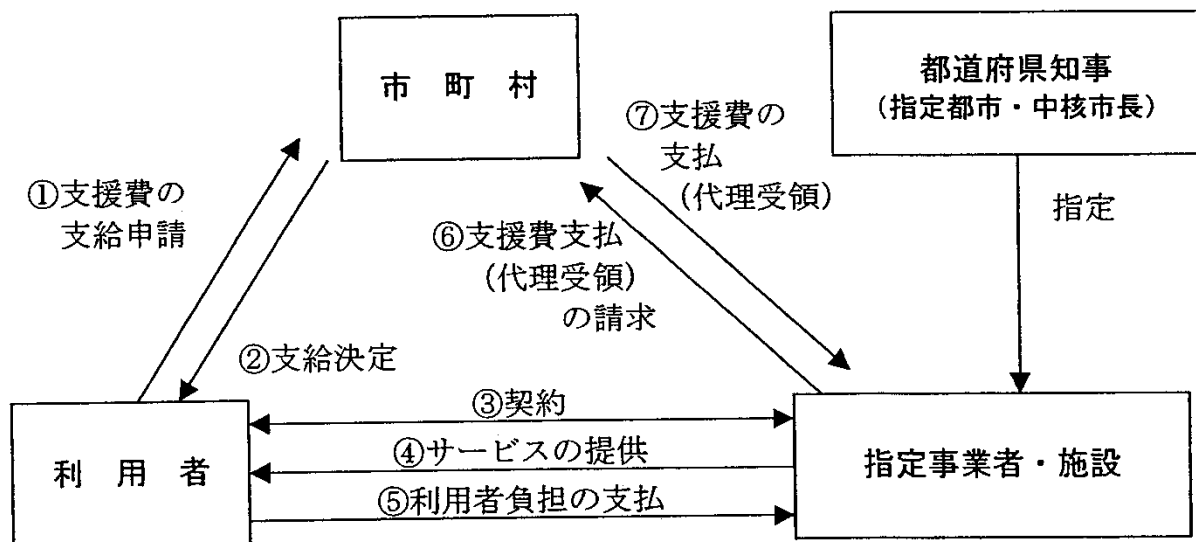 市　町　村
都道府県知事
（指定都市・中核市長）
①支援費の
支給申請
②支給決定
⑦支援費の
支払
（代理受領）
⑥支援費支払
（代理受領）
の請求
指定
利　用　者
③契約
④サービスの提供
⑤利用者負担の支払
指定事業者・施設